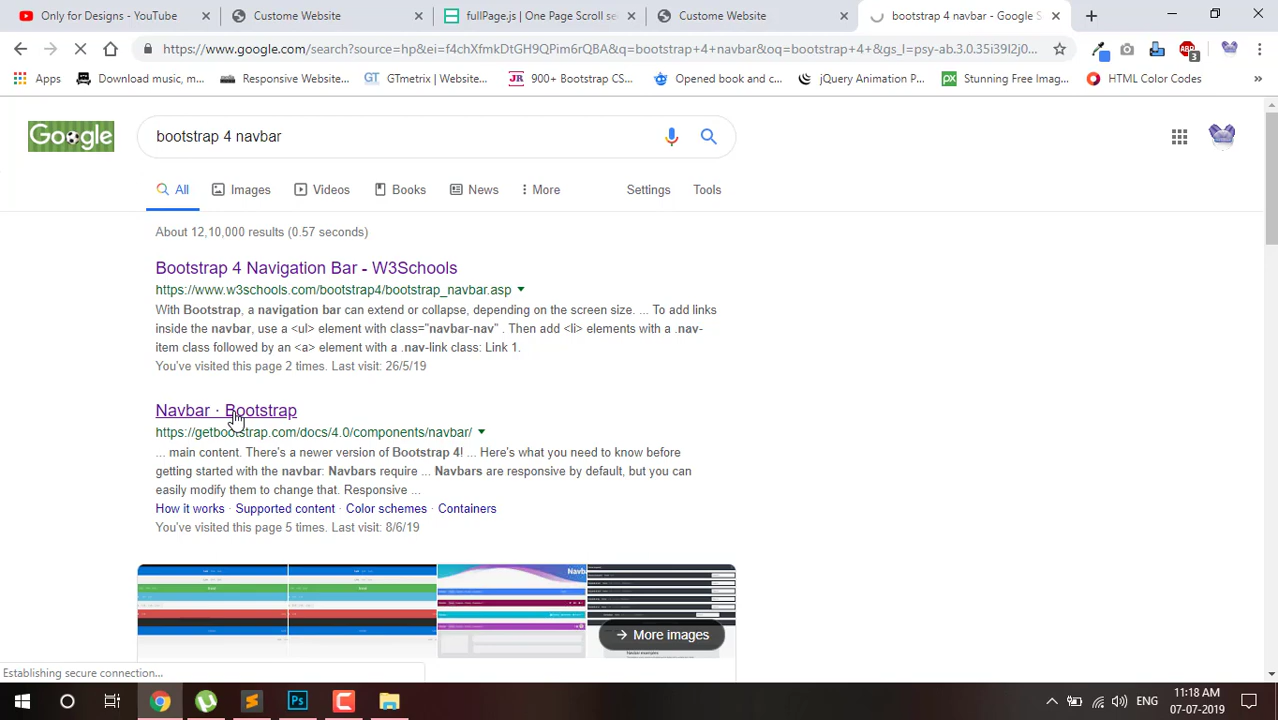 Only for Designs - YouTube
Custome Website
fullPage.js | One Page Scroll se
Custome Website
bootstrap 4 navbar - Google S
https://www.google.com/search?source=hp&ei=f4chXfmkDtGH9QPim6rQBA&q=bootstrap+4+navbar&oq=bootstrap+4+&gs_l=psy-ab.3.0.35i39l2j0...
3
Apps
Download music, m...
Responsive Website...
GT GTmetrix | Website...
JR 900+ Bootstrap CS...
Opened book and c...
jQuery Animation P...
px Stunning Free Imag...
HTML Color Codes
»
Google
bootstrap 4 navbar
All
Images
Videos
Books
News
More
Settings
Tools
About 12,10,000 results (0.57 seconds)
Bootstrap 4 Navigation Bar - W3Schools
https://www.w3schools.com/bootstrap4/bootstrap_navbar.asp
With Bootstrap, a navigation bar can extend or collapse, depending on the screen size. ... To add links
inside the navbar, use a <ul> element with class="navbar-nav" . Then add <li> elements with a .nav-
item class followed by an <a> element with a .nav-link class: Link 1.
You've visited this page 2 times. Last visit: 26/5/19
Navbar · Bootstrap
https://getbootstrap.com/docs/4.0/components/navbar/
... main content. There's a newer version of Bootstrap 4! ... Here's what you need to know before
getting started with the navbar: Navbars require ... Navbars are responsive by default, but you can
easily modify them to change that. Responsive ...
How it works · Supported content · Color schemes · Containers
You've visited this page 5 times. Last visit: 8/6/19
Navba
→ More images
Establishing secure connection...
Ps
ENG
11:18 AM
07-07-2019